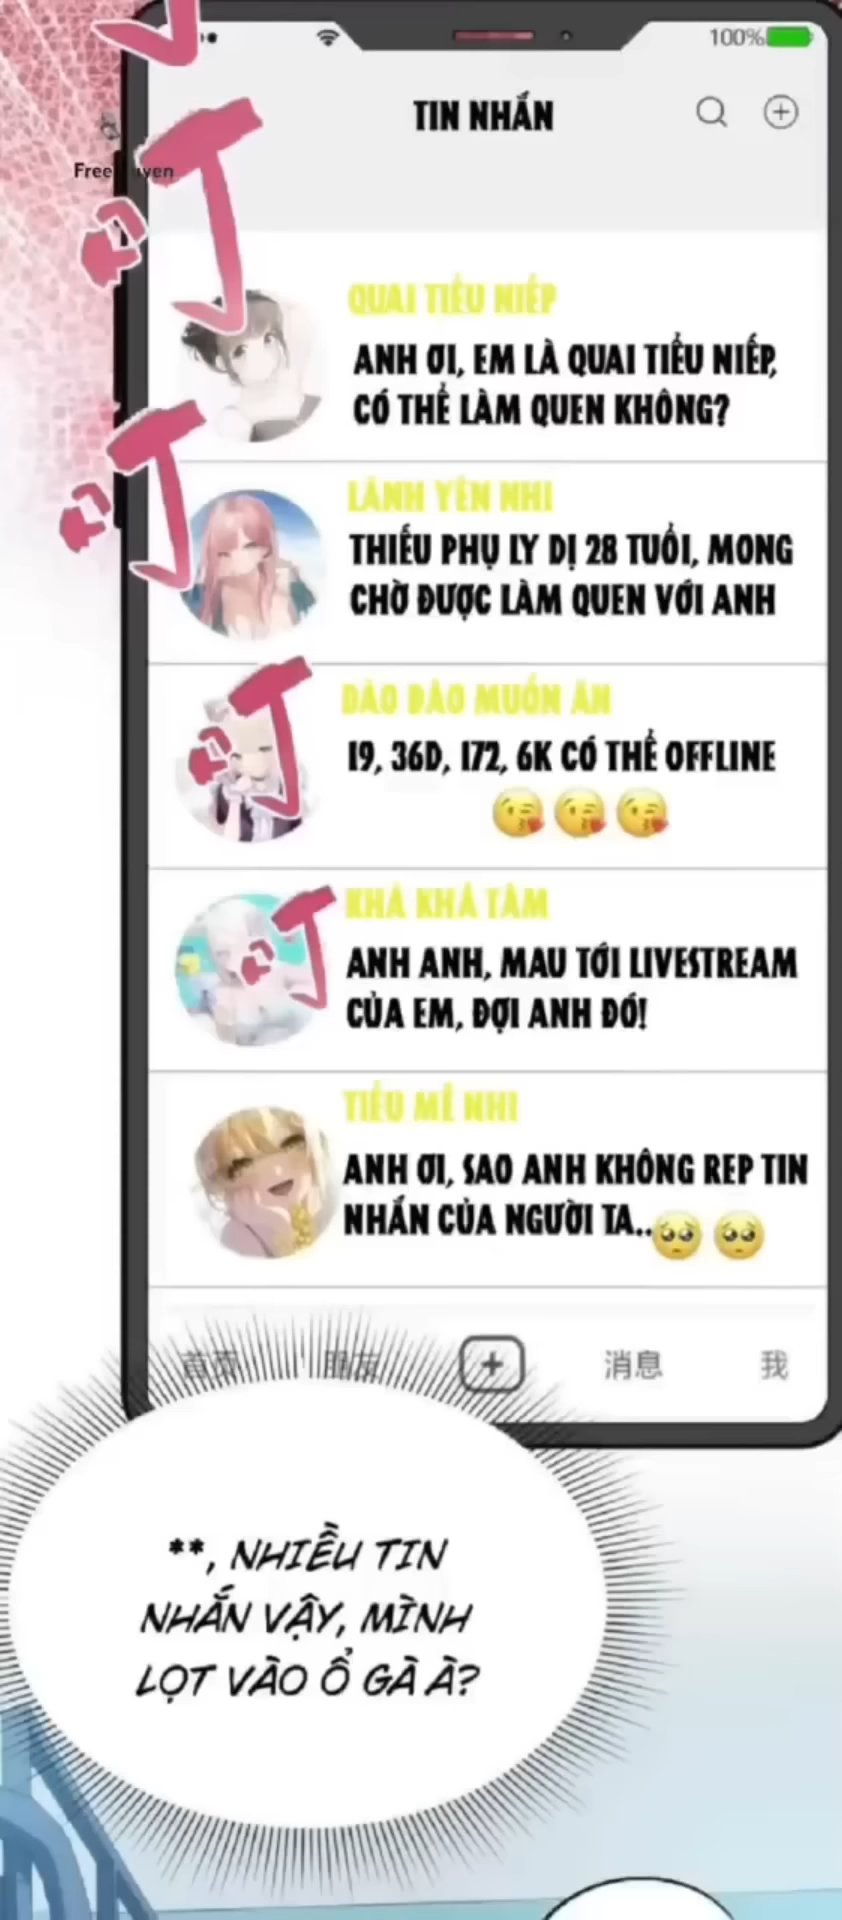 100%
TIN NHẮN
叮
叮
叮
叮
QUAI TIỂU NIẾP
ANH ƠI, EM LÀ QUAI TIỂU NIẾP,
CÓ THỂ LÀM QUEN KHÔNG?
LÃNH YÊN NHI
THIẾU PHỤ LY DỊ 28 TUỔI, MONG
CHỜ ĐƯỢC LÀM QUEN VỚI ANH
ĐÀO ĐÀO MUỐN ĂN
19, 36D, 172, 6K CÓ THỂ OFFLINE
😘😘😘
KHẢ KHẢ TÂM
ANH ANH, MAU TỚI LIVESTREAM
CỦA EM, ĐỢI ANH ĐÓ!
TIỂU MÊ NHI
ANH ƠI, SAO ANH KHÔNG REP TIN
NHẮN CỦA NGƯỜI TA..🥺🥺
首页 朋友 + 消息 我
**, NHIỀU TIN
NHẮN VẬY, MÌNH
LỌT VÀO Ổ GÀ À?